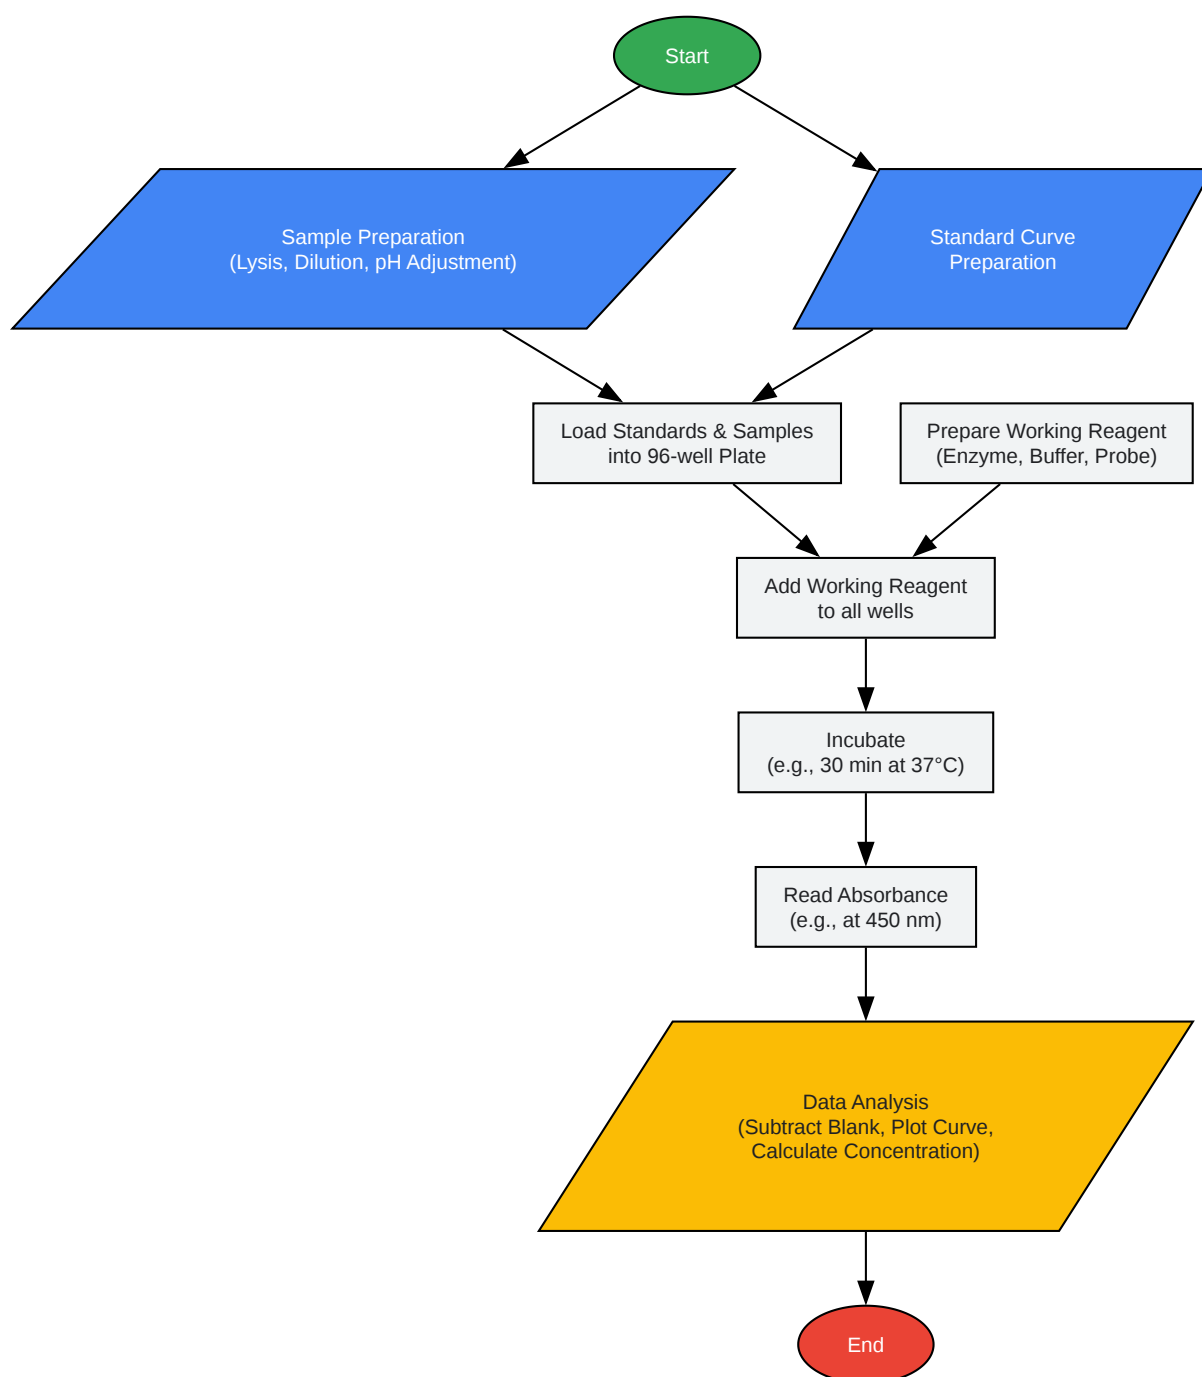 Start
Sample Preparation
(Lysis, Dilution, pH Adjustment)
Standard Curve
Preparation
Load Standards & Samples
into 96-well Plate
Prepare Working Reagent
(Enzyme, Buffer, Probe)
Add Working Reagent
to all wells
Incubate
(e.g., 30 min at 37°C)
Read Absorbance
(e.g., at 450 nm)
Data Analysis
(Subtract Blank, Plot Curve,
Calculate Concentration)
End